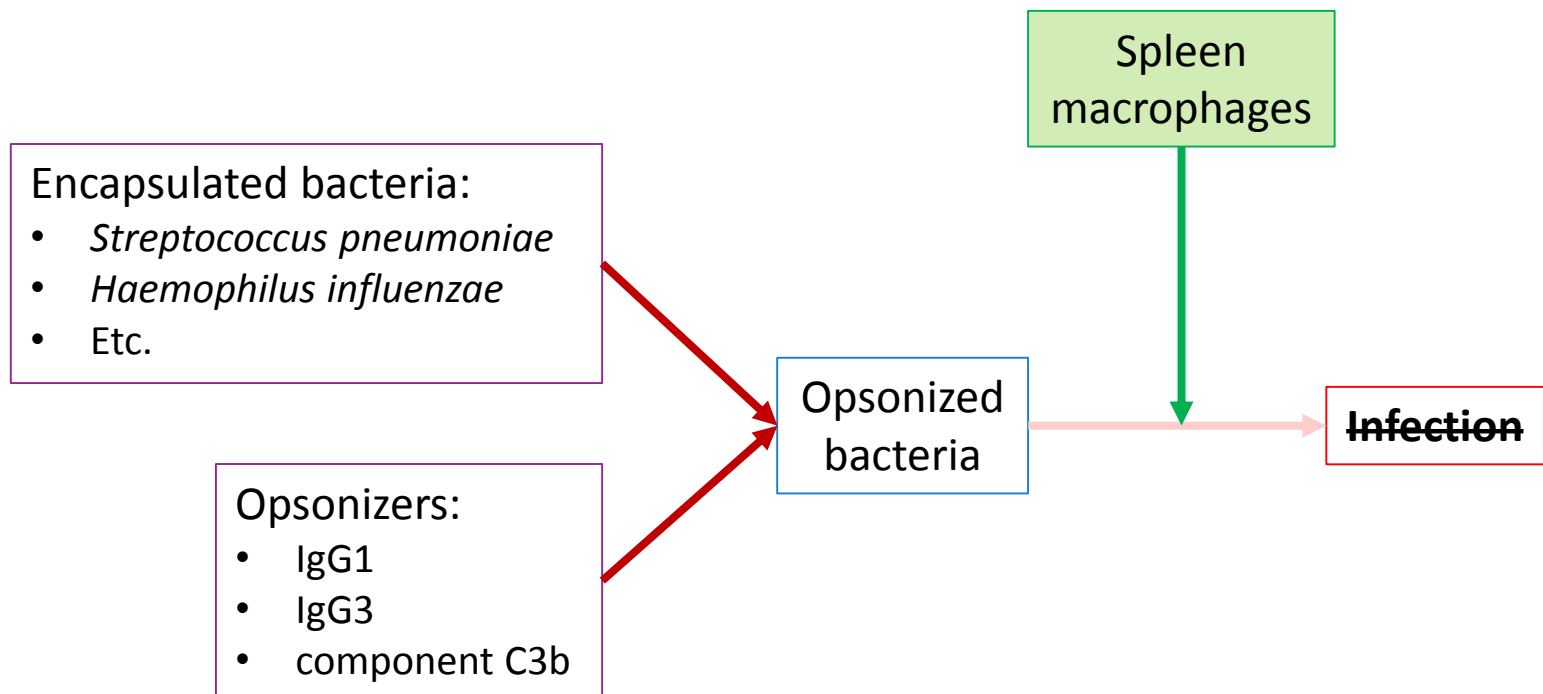 Spleen
macrophages
Encapsulated bacteria:
• Streptococcus pneumoniae
• Haemophilus influenzae
• Etc.
Opsonized
bacteria
Infection
Opsonizers:
• IgG1
• IgG3
• component C3b